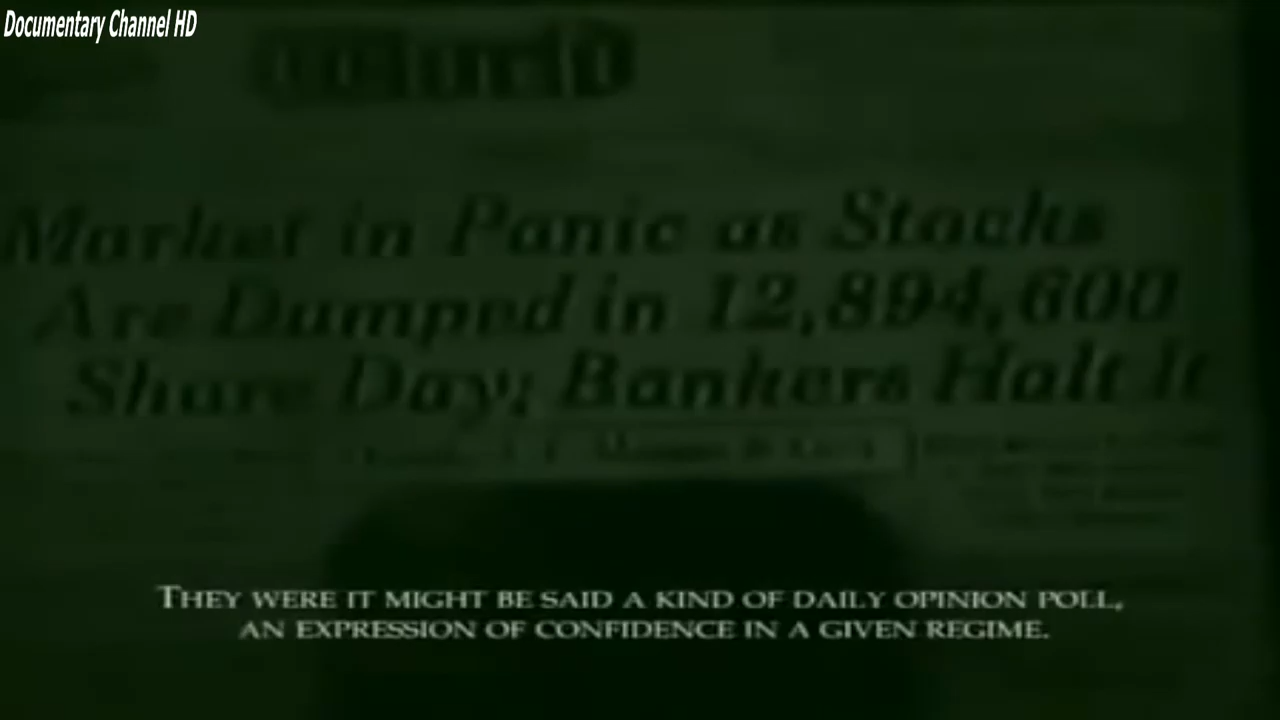 Documentary Channel HD
World
Market in Panic as Stocks
Are Dumped in 12,894,600
Share Day; Bankers Halt It
THEY WERE IT MIGHT BE SAID A KIND OF DAILY OPINION POLL,
AN EXPRESSION OF CONFIDENCE IN A GIVEN REGIME.